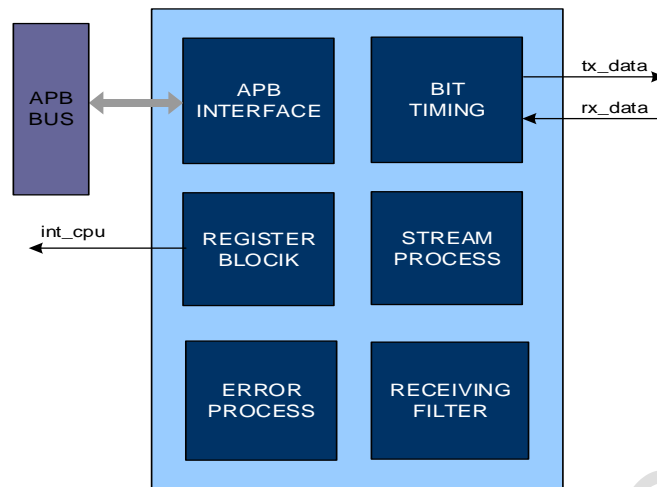 APB
BUS
APB
INTERFACE
BIT
TIMING
tx_data
rx_data
int_cpu
REGISTER
BLOCIK
STREAM
PROCESS
ERROR
PROCESS
RECEIVING
FILTER